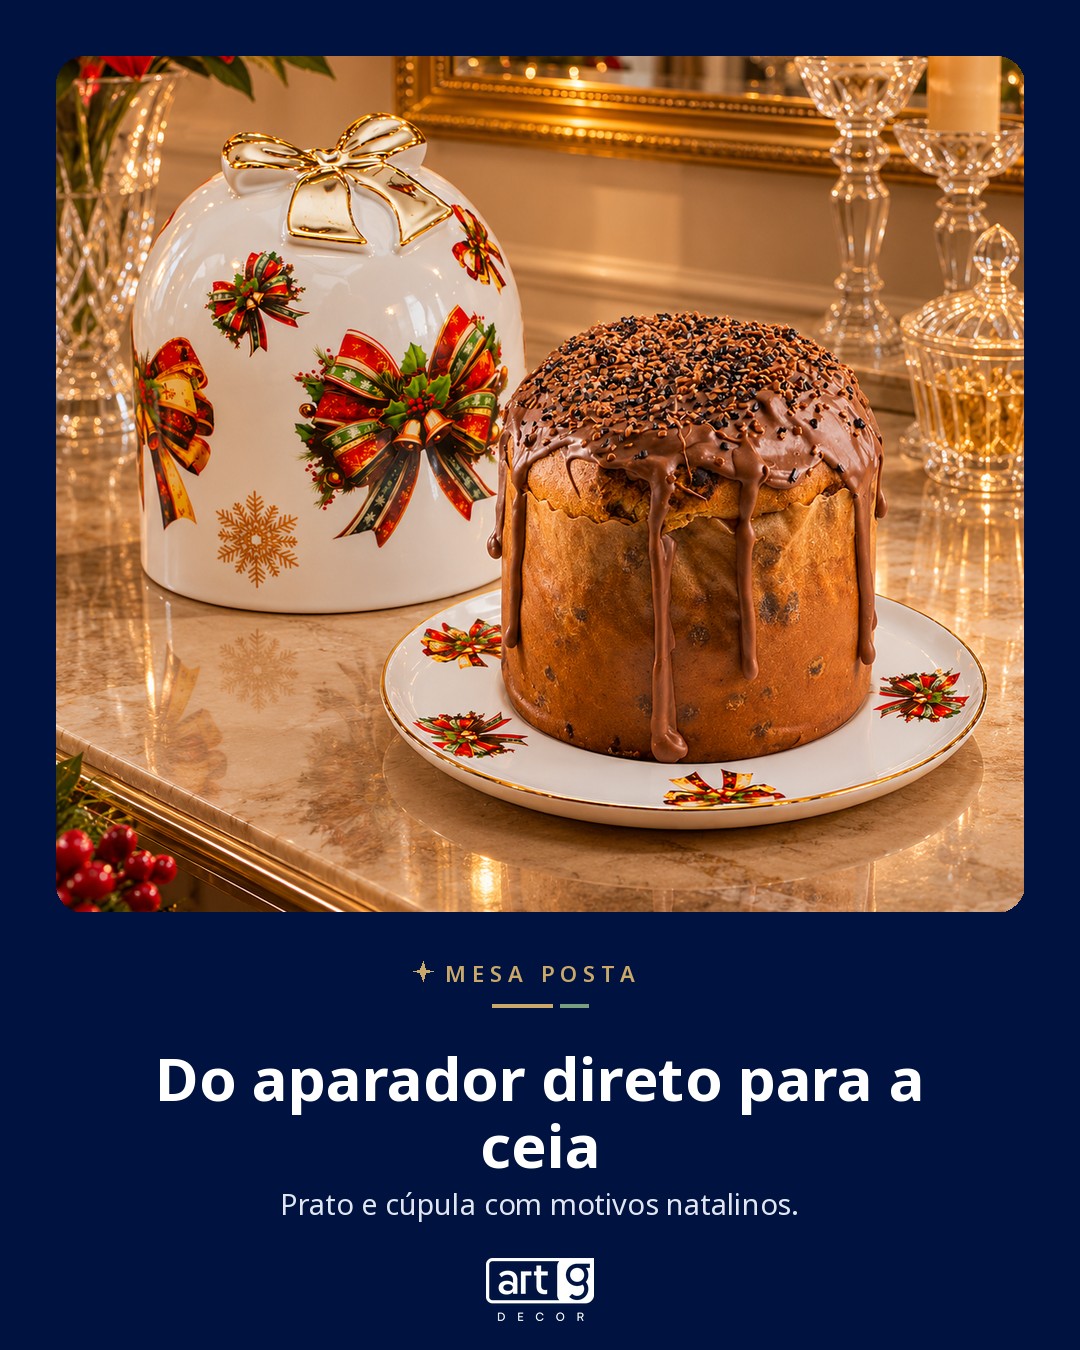 MESA POSTA
Do aparador direto para a
ceia
Prato e cúpula com motivos natalinos.
art g
DECOR